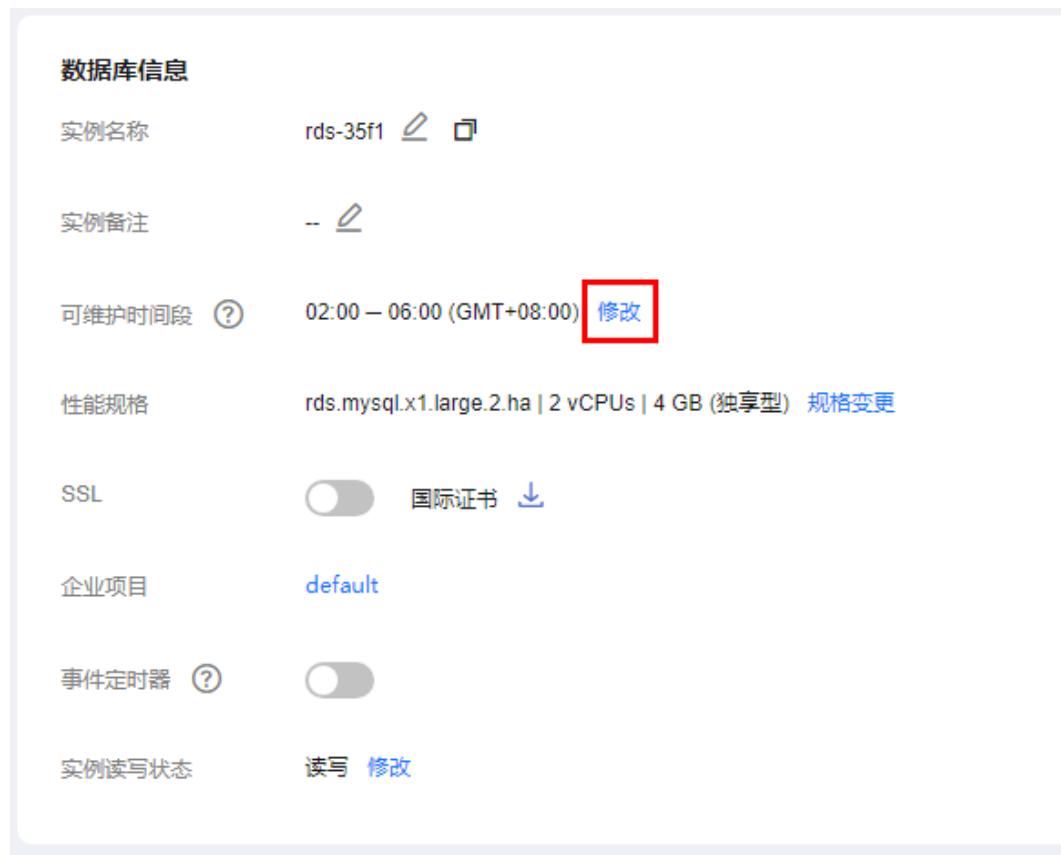 数据库信息
实例名称 rds-35f1
实例备注 --
可维护时间段 ? 02:00 — 06:00 (GMT+08:00) 修改
性能规格 rds.mysql.x1.large.2.ha | 2 vCPUs | 4 GB (独享型) 规格变更
SSL 国际证书
企业项目 default
事件定时器 ?
实例读写状态 读写 修改